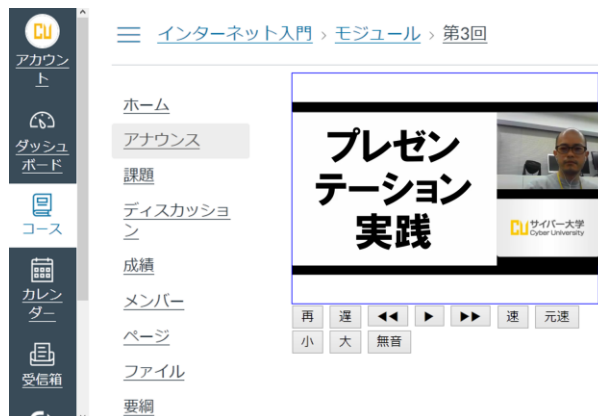 CU
アカウン
ト
ダッシュ
ボード
コース
カレン
ダー
受信箱
インターネット入門 › モジュール › 第3回
ホーム
アナウンス
課題
ディスカッショ
ン
成績
メンバー
ページ
ファイル
要綱
プレゼン
テーション
実践
CU サイバー大学
Cyber University
再 遅 ◀◀ ▶ ▶▶ 速 元速
小 大 無音